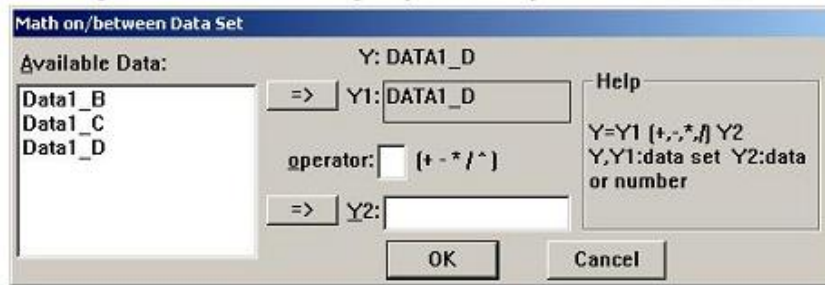 Math on/between Data Set
Available Data:
Data1_B
Data1_C
Data1_D
Y: DATA1_D
=> Y1: DATA1_D
operator: (+ - * / ^)
=> Y2:
OK
Cancel
Help
Y=Y1 (+,-,*,/) Y2
Y,Y1:data set Y2:data
or number